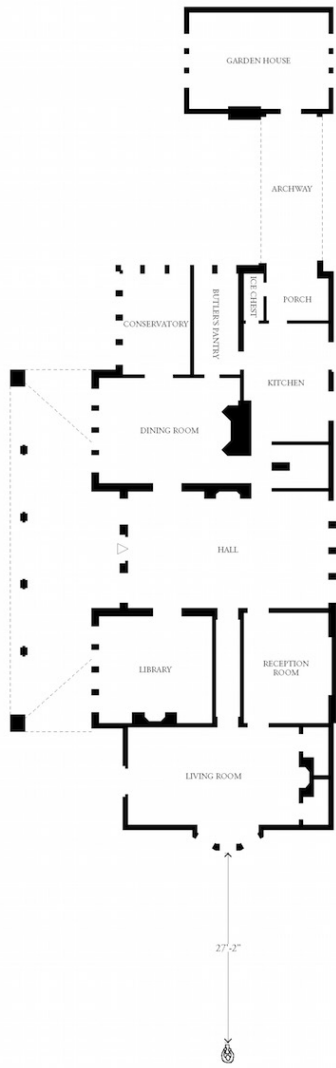 GARDEN HOUSE
ARCHWAY
ICE CHEST
BUTLER'S PANTRY
PORCH
CONSERVATORY
KITCHEN
DINING ROOM
HALL
LIBRARY
RECEPTION
ROOM
LIVING ROOM
27'-2"